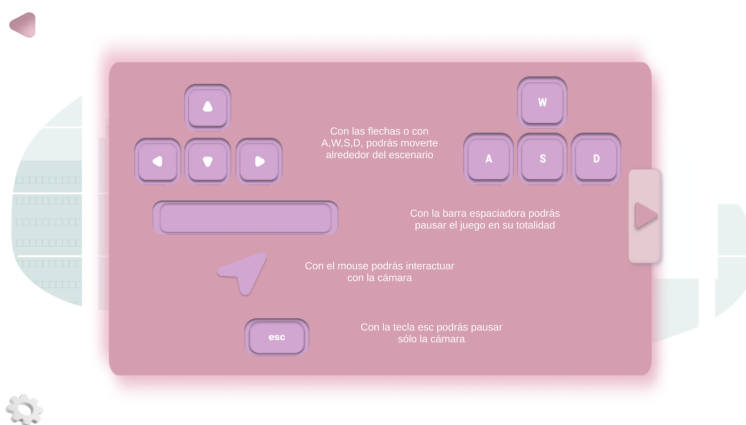 W
Con las flechas o con
A,W,S,D, podrás moverte
alrededor del escenario
A
S
D
Con la barra espaciadora podrás
pausar el juego en su totalidad
Con el mouse podrás interactuar
con la cámara
esc
Con la tecla esc podrás pausar
sólo la cámara